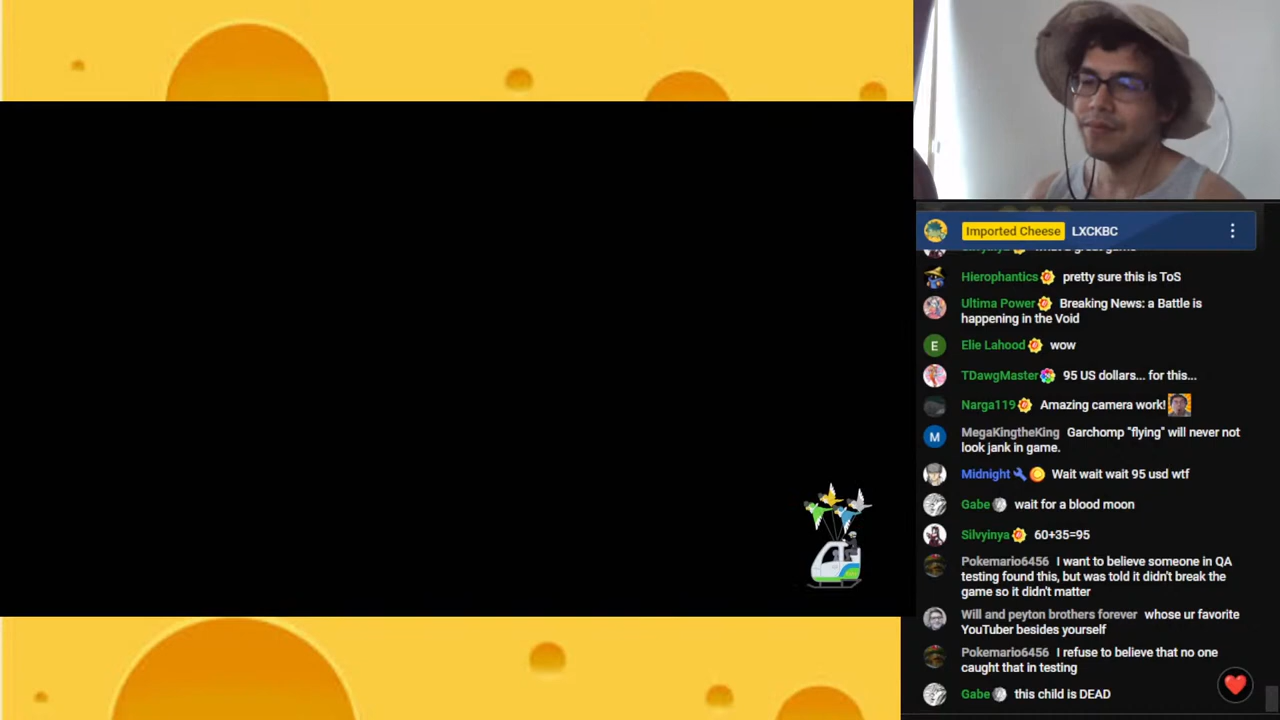 Imported Cheese LXCKBC
Hierophantics pretty sure this is ToS
Ultima Power Breaking News: a Battle is
happening in the Void
E Elie Lahood wow
TDawgMaster 95 US dollars... for this...
Narga119 Amazing camera work!
M MegaKingtheKing Garchomp "flying" will never not
look jank in game.
Midnight Wait wait wait 95 usd wtf
Gabe wait for a blood moon
Silvyinya 60+35=95
Pokemario6456 I want to believe someone in QA
testing found this, but was told it didn't break the
game so it didn't matter
Will and peyton brothers forever whose ur favorite
YouTuber besides yourself
Pokemario6456 I refuse to believe that no one
caught that in testing
Gabe this child is DEAD